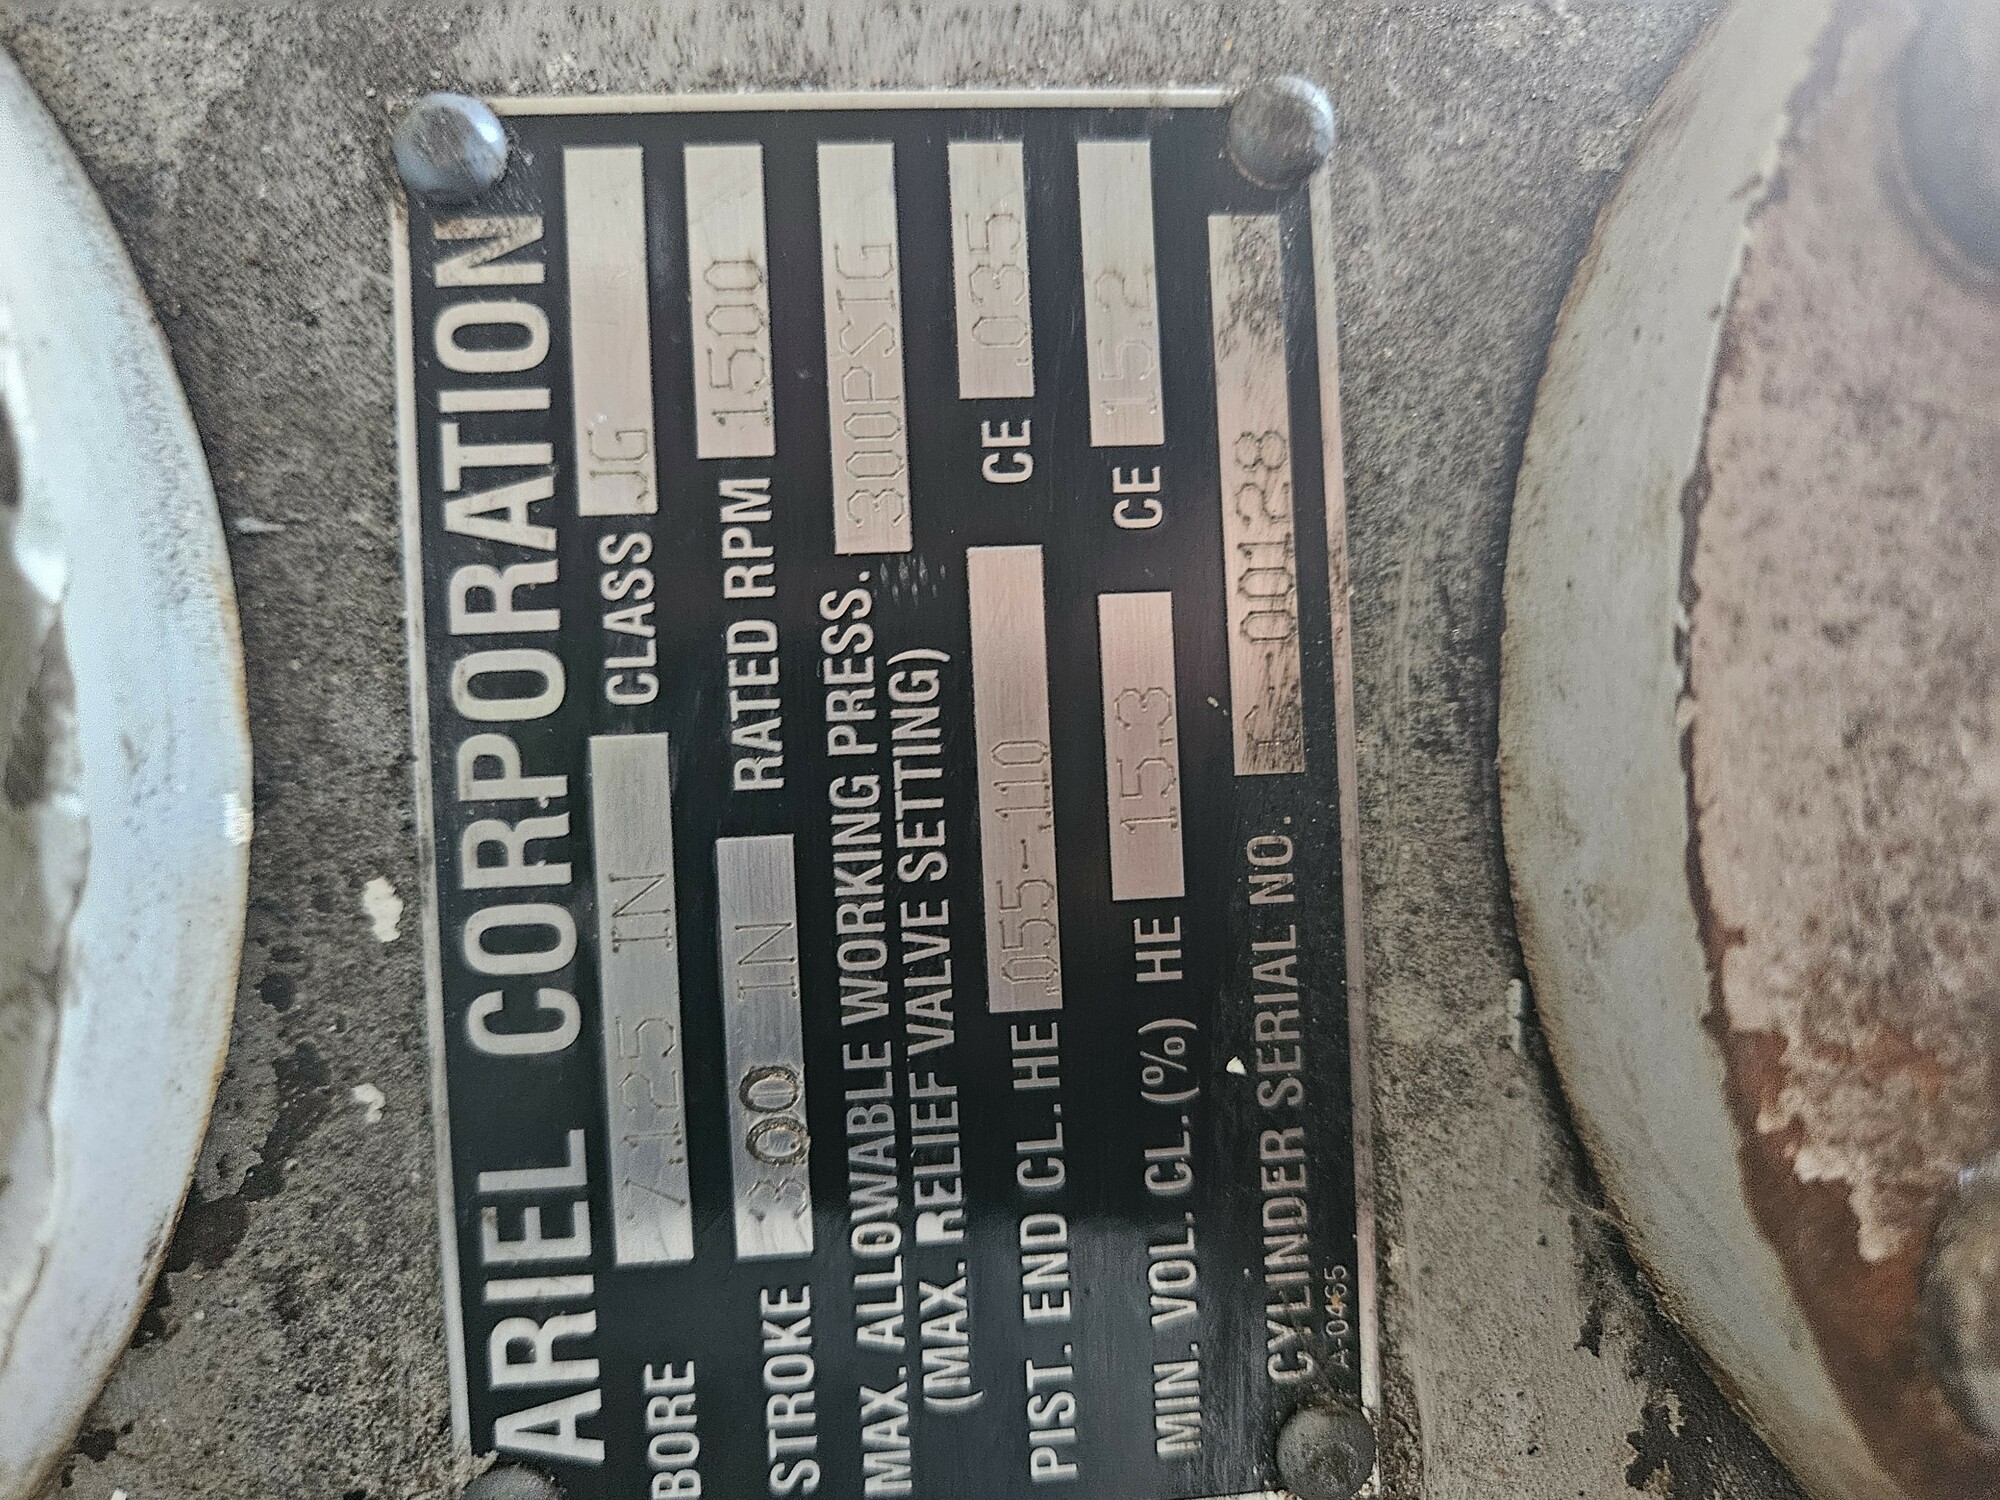 ARIEL CORPORATION
BORE 7.125 IN CLASS JG
STROKE 300 IN RATED RPM 1500
MAX. ALLOWABLE WORKING PRESS. 300PSIG
(MAX. RELIEF VALVE SETTING)
PIST. END CL. HE .055-.110 CE .035
MIN. VOL. CL. (%) HE 15.3 CE 15.2
CYLINDER SERIAL NO. -00128
A-0465